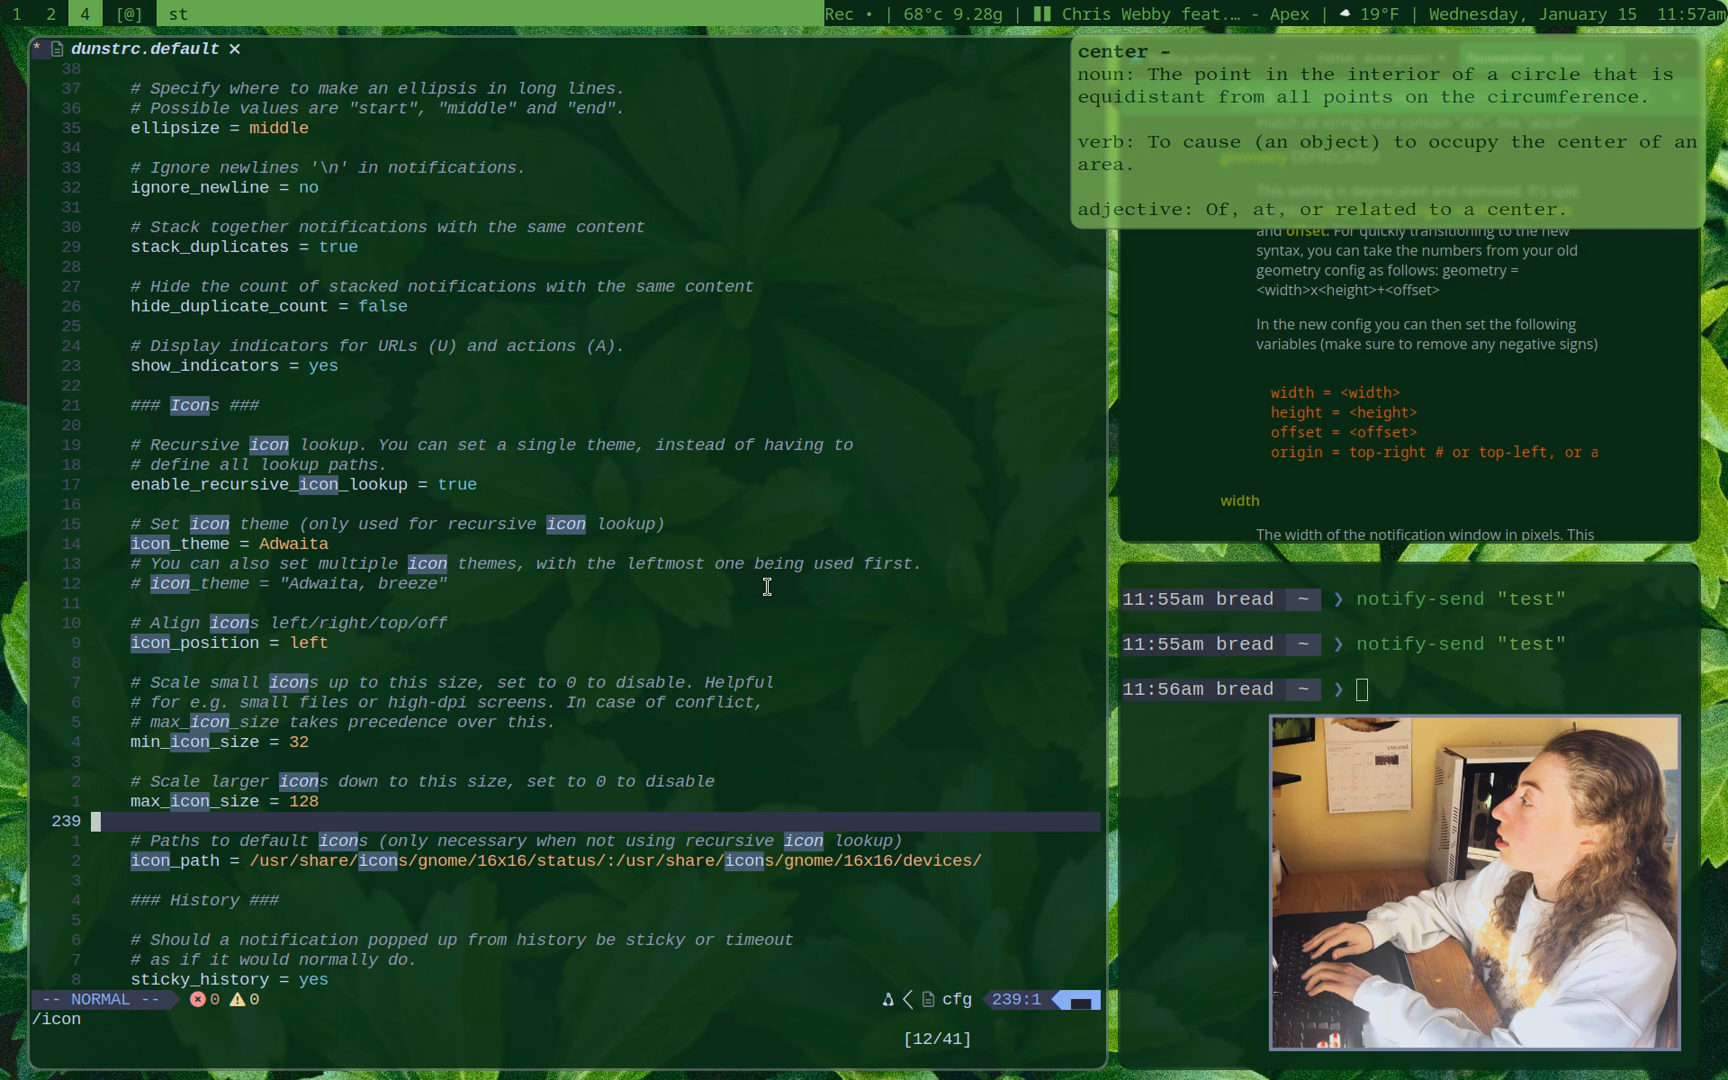 1 2 4 [@] st Rec • | 68°c 9.28g | Chris Webby feat.… - Apex | 19°F | Wednesday, January 15 11:57am
* dunstrc.default ✕
38
37 # Specify where to make an ellipsis in long lines.
36 # Possible values are "start", "middle" and "end".
35 ellipsize = middle
34
33 # Ignore newlines '\n' in notifications.
32 ignore_newline = no
31
30 # Stack together notifications with the same content
29 stack_duplicates = true
28
27 # Hide the count of stacked notifications with the same content
26 hide_duplicate_count = false
25
24 # Display indicators for URLs (U) and actions (A).
23 show_indicators = yes
22
21 ### Icons ###
20
19 # Recursive icon lookup. You can set a single theme, instead of having to
18 # define all lookup paths.
17 enable_recursive_icon_lookup = true
16
15 # Set icon theme (only used for recursive icon lookup)
14 icon_theme = Adwaita
13 # You can also set multiple icon themes, with the leftmost one being used first.
12 # icon_theme = "Adwaita, breeze"
11
10 # Align icons left/right/top/off
9 icon_position = left
8
7 # Scale small icons up to this size, set to 0 to disable. Helpful
6 # for e.g. small files or high-dpi screens. In case of conflict,
5 # max_icon_size takes precedence over this.
4 min_icon_size = 32
3
2 # Scale larger icons down to this size, set to 0 to disable
1 max_icon_size = 128
239
1 # Paths to default icons (only necessary when not using recursive icon lookup)
2 icon_path = /usr/share/icons/gnome/16x16/status/:/usr/share/icons/gnome/16x16/devices/
3
4 ### History ###
5
6 # Should a notification popped up from history be sticky or timeout
7 # as if it would normally do.
8 sticky_history = yes
-- NORMAL -- 0 0 cfg 239:1
/icon
[12/41]
center -
noun: The point in the interior of a circle that is
equidistant from all points on the circumference.
verb: To cause (an object) to occupy the center of an
area.
adjective: Of, at, or related to a center.
and offset. For quickly transitioning to the new
syntax, you can take the numbers from your old
geometry config as follows: geometry =
<width>x<height>+<offset>
In the new config you can then set the following
variables (make sure to remove any negative signs)
width = <width>
height = <height>
offset = <offset>
origin = top-right # or top-left, or a
width
The width of the notification window in pixels. This
11:55am bread ~ ❯ notify-send "test"
11:55am bread ~ ❯ notify-send "test"
11:56am bread ~ ❯